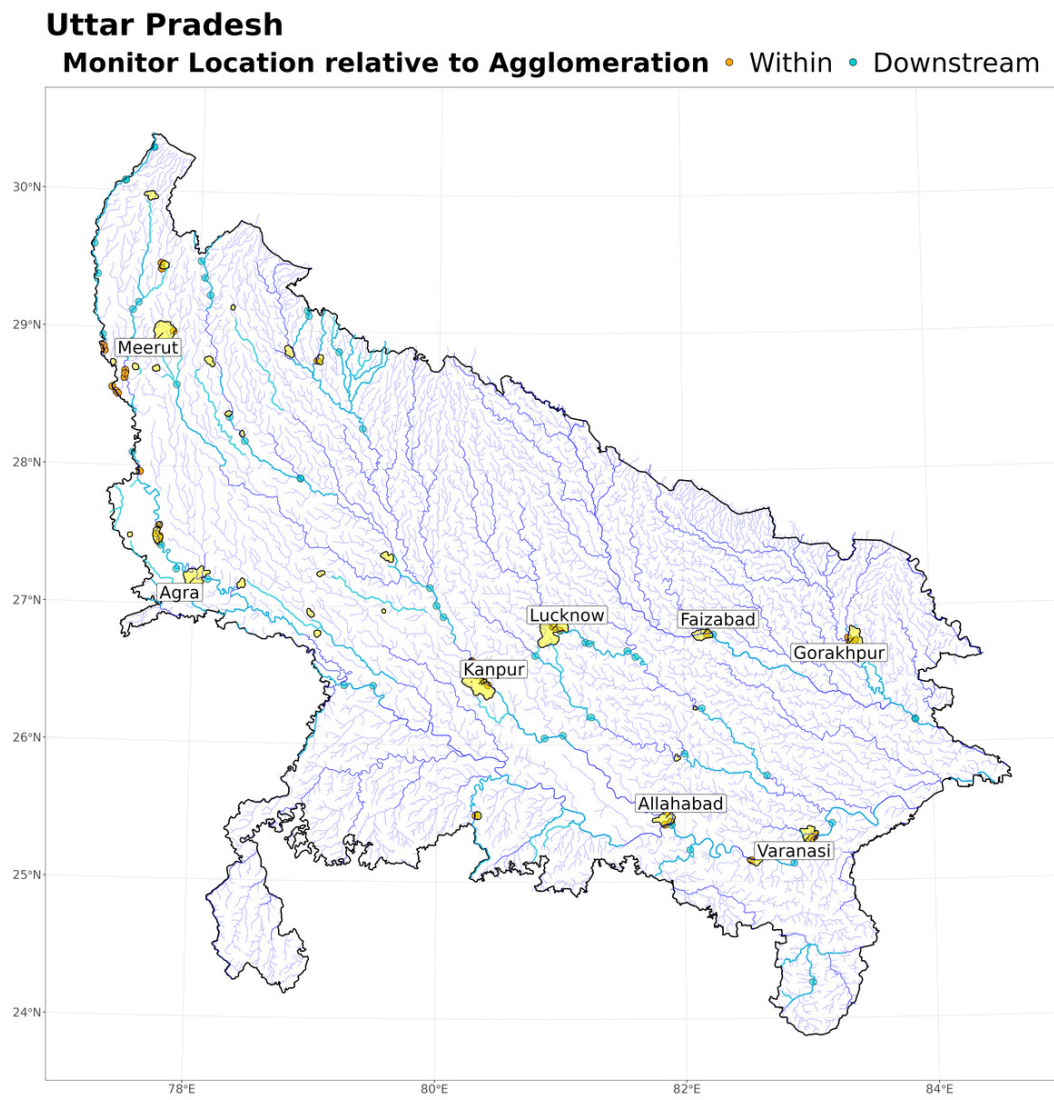 Uttar Pradesh
Monitor Location relative to Agglomeration Within Downstream
30°N
29°N
Meerut
28°N
27°N
Agra
Lucknow
Faizabad
Gorakhpur
Kanpur
26°N
Allahabad
Varanasi
25°N
24°N
78°E 80°E 82°E 84°E